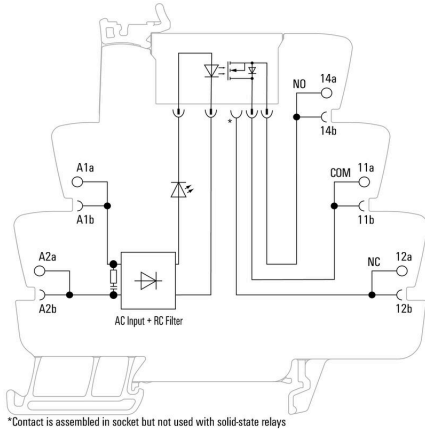 NO
14a
14b
*
COM
11a
11b
A1a
A1b
NC
12a
12b
A2a
A2b
AC Input + RC Filter
*Contact is assembled in socket but not used with solid-state relays